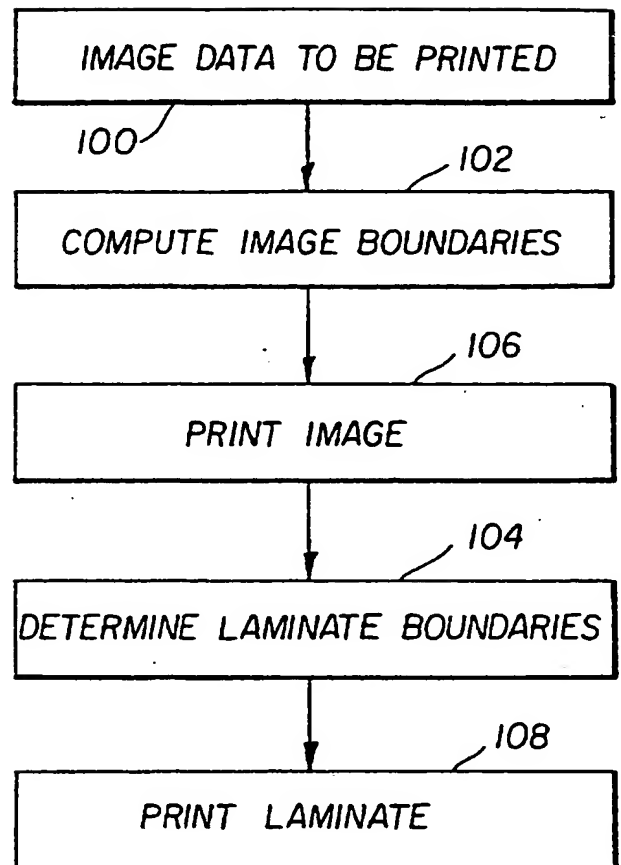 IMAGE DATA TO BE PRINTED
100
102
COMPUTE IMAGE BOUNDARIES
106
PRINT IMAGE
104
DETERMINE LAMINATE BOUNDARIES
108
PRINT LAMINATE